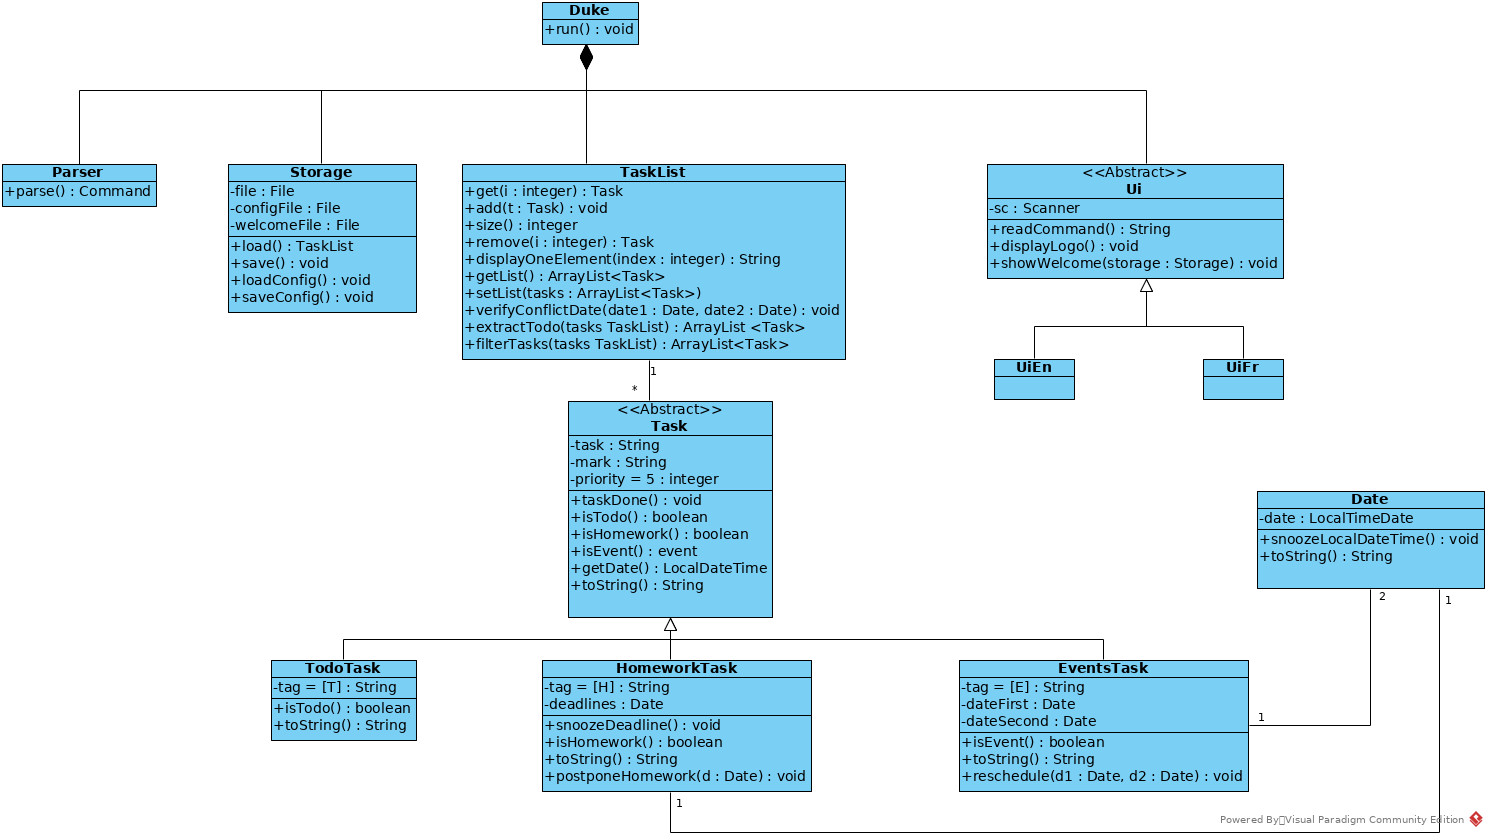 Duke
+run() : void
Parser
+parse() : Command
Storage
-file : File
-configFile : File
-welcomeFile : File
+load() : TaskList
+save() : void
+loadConfig() : void
+saveConfig() : void
TaskList
+get(i : integer) : Task
+add(t : Task) : void
+size() : integer
+remove(i : integer) : Task
+displayOneElement(index : integer) : String
+getList() : ArrayList<Task>
+setList(tasks : ArrayList<Task>)
+verifyConflictDate(date1 : Date, date2 : Date) : void
+extractTodo(tasks TaskList) : ArrayList <Task>
+filterTasks(tasks TaskList) : ArrayList<Task>
<<Abstract>>
Ui
-sc : Scanner
+readCommand() : String
+displayLogo() : void
+showWelcome(storage : Storage) : void
UiEn
UiFr
1
*
<<Abstract>>
Task
-task : String
-mark : String
-priority = 5 : integer
+taskDone() : void
+isTodo() : boolean
+isHomework() : boolean
+isEvent() : event
+getDate() : LocalDateTime
+toString() : String
Date
-date : LocalTimeDate
+snoozeLocalDateTime() : void
+toString() : String
2
1
TodoTask
-tag = [T] : String
+isTodo() : boolean
+toString() : String
HomeworkTask
-tag = [H] : String
-deadlines : Date
+snoozeDeadline() : void
+isHomework() : boolean
+toString() : String
+postponeHomework(d : Date) : void
1
EventsTask
-tag = [E] : String
-dateFirst : Date
-dateSecond : Date
+isEvent() : boolean
+toString() : String
+reschedule(d1 : Date, d2 : Date) : void
1
Powered By Visual Paradigm Community Edition